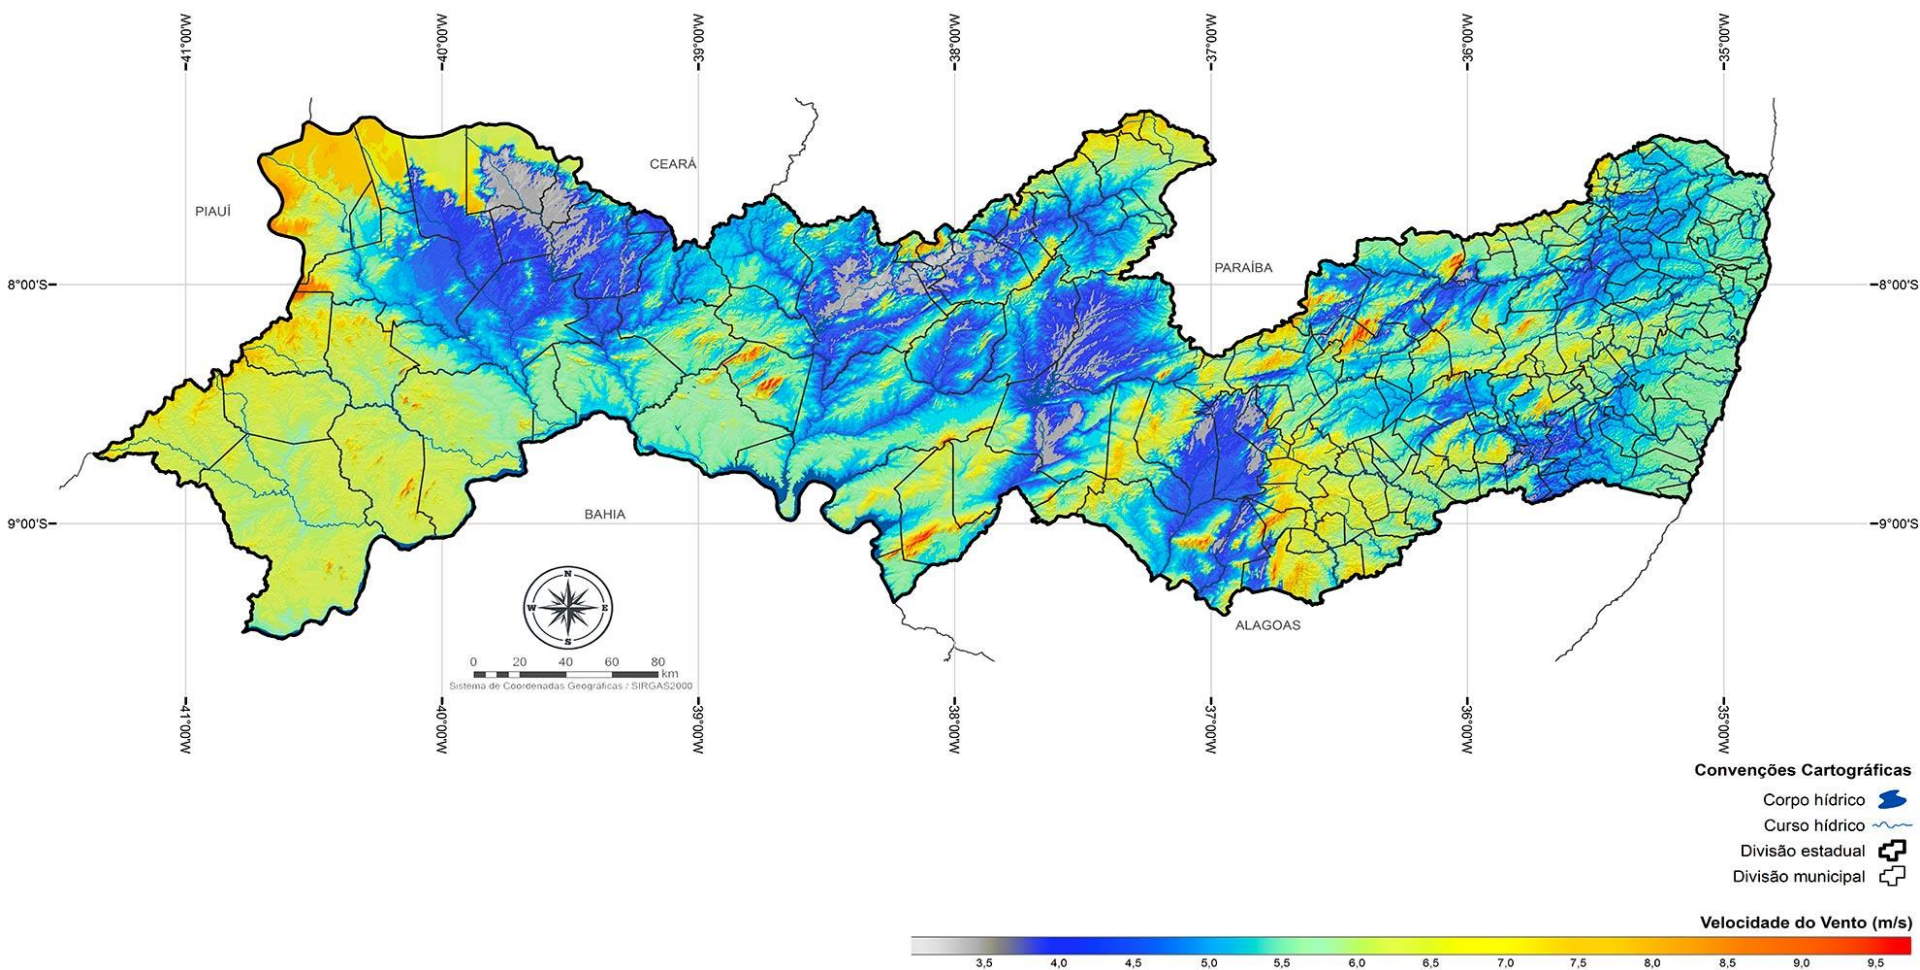 41°00'W 40°00'W 39°00'W 38°00'W 37°00'W 36°00'W 35°00'W
CEARÁ
PIAUÍ
PARAÍBA
8°00'S 8°00'S
BAHIA
9°00'S 9°00'S
N
W E
S
ALAGOAS
0 20 40 60 80
km
Sistema de Coordenadas Geográficas / SIRGAS2000
41°00'W 40°00'W 39°00'W 38°00'W 37°00'W 36°00'W 35°00'W
Convenções Cartográficas
Corpo hídrico
Curso hídrico
Divisão estadual
Divisão municipal
Velocidade do Vento (m/s)
3,5 4,0 4,5 5,0 5,5 6,0 6,5 7,0 7,5 8,0 8,5 9,0 9,5